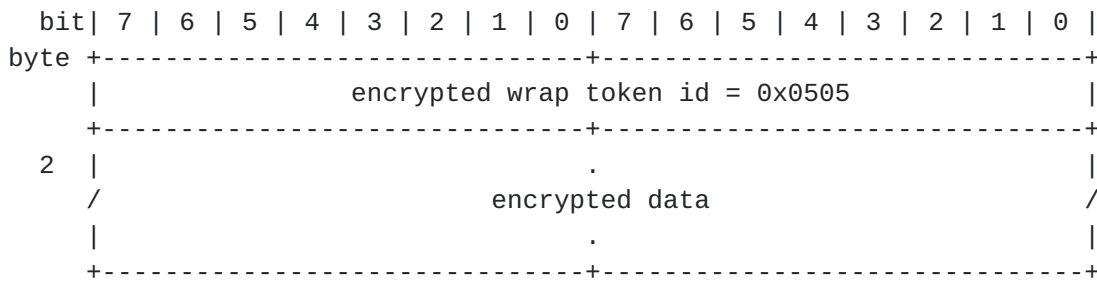 bit| 7 | 6 | 5 | 4 | 3 | 2 | 1 | 0 | 7 | 6 | 5 | 4 | 3 | 2 | 1 | 0 |
byte +-------------------------------+-------------------------------+
| encrypted wrap token id = 0x0505 |
+-------------------------------+-------------------------------+
2 | . |
/ encrypted data /
| . |
+-------------------------------+-------------------------------+